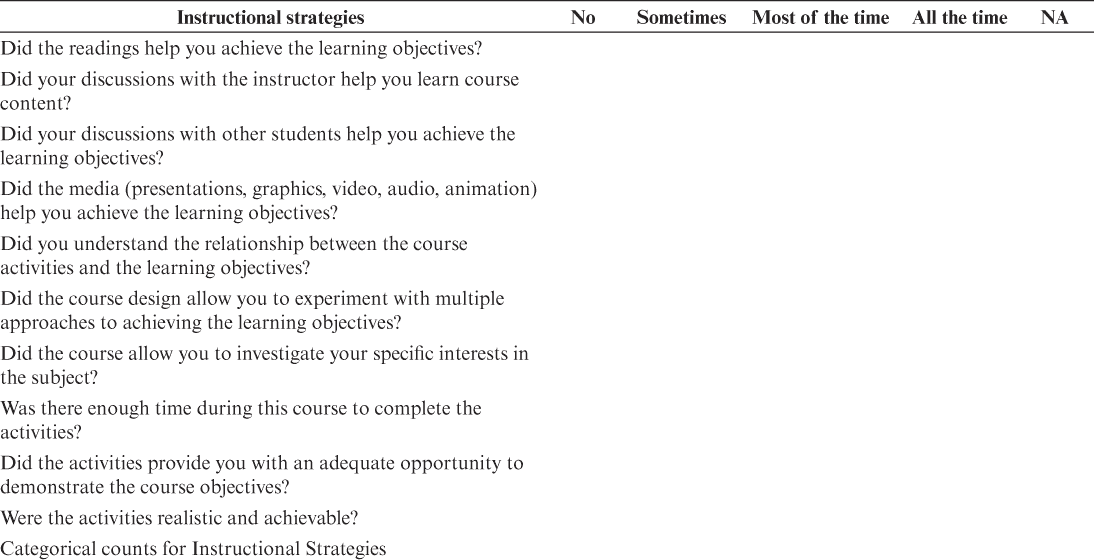 Instructional strategies No Sometimes Most of the time All the time NA
Did the readings help you achieve the learning objectives?
Did your discussions with the instructor help you learn course
content?
Did your discussions with other students help you achieve the
learning objectives?
Did the media (presentations, graphics, video, audio, animation)
help you achieve the learning objectives?
Did you understand the relationship between the course
activities and the learning objectives?
Did the course design allow you to experiment with multiple
approaches to achieving the learning objectives?
Did the course allow you to investigate your specific interests in
the subject?
Was there enough time during this course to complete the
activities?
Did the activities provide you with an adequate opportunity to
demonstrate the course objectives?
Were the activities realistic and achievable?
Categorical counts for Instructional Strategies